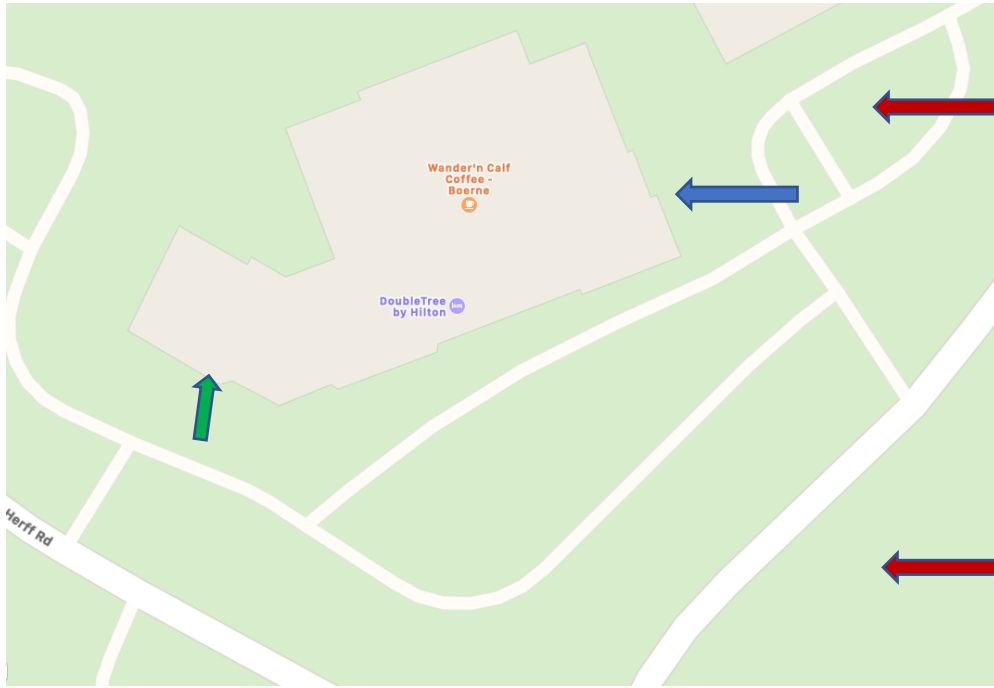 Wander'n Calf
Coffee -
Boerne
DoubleTree
by Hilton
Herff Rd